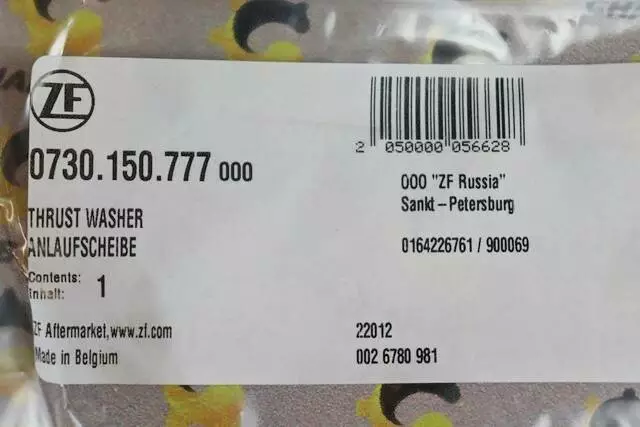 ZF
0730.150.777 000
THRUST WASHER
ANLAUFSCHEIBE
Contents:
Inhalt: 1
ZF Aftermarket,www.zf.com
Made in Belgium
2 050000 056628
OOO "ZF Russia"
Sankt-Petersburg
0164226761 / 900069
22012
002 6780 981